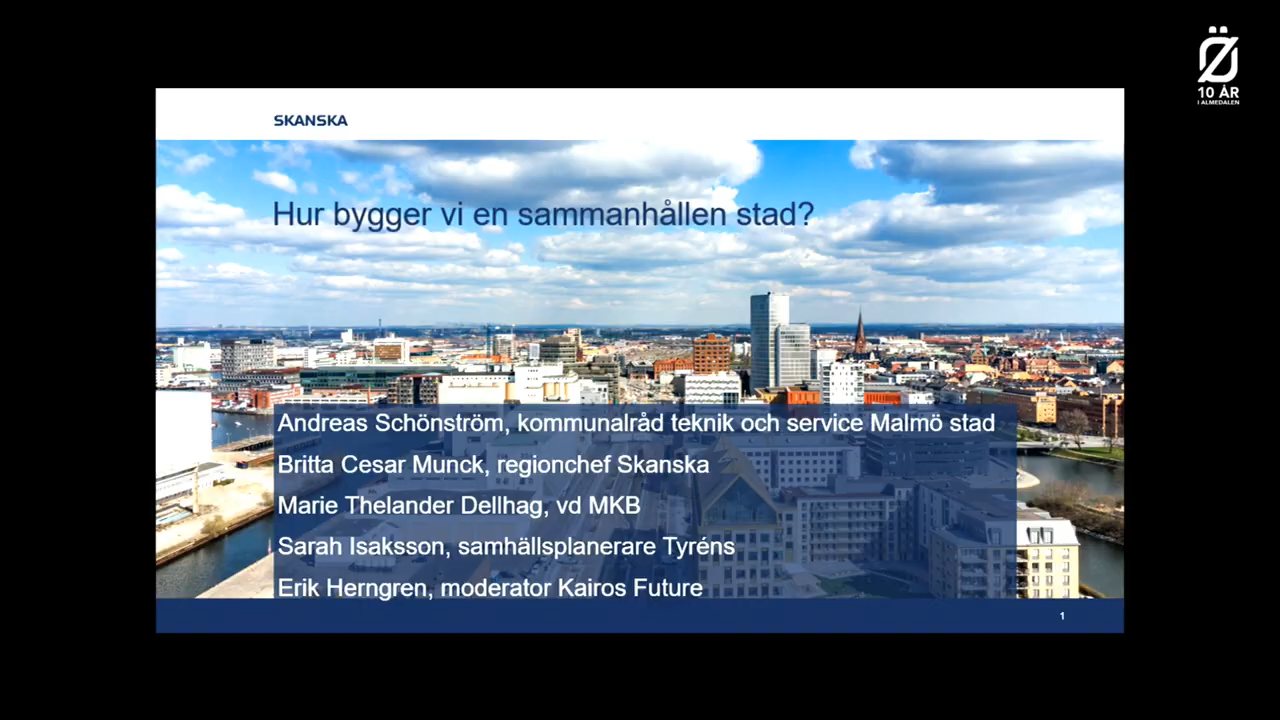 10 ÅR
I ALMEDALEN
SKANSKA
Hur bygger vi en sammanhållen stad?
Andreas Schönström, kommunalråd teknik och service Malmö stad
Britta Cesar Munck, regionchef Skanska
Marie Thelander Dellhag, vd MKB
Sarah Isaksson, samhällsplanerare Tyréns
Erik Herngren, moderator Kairos Future
1